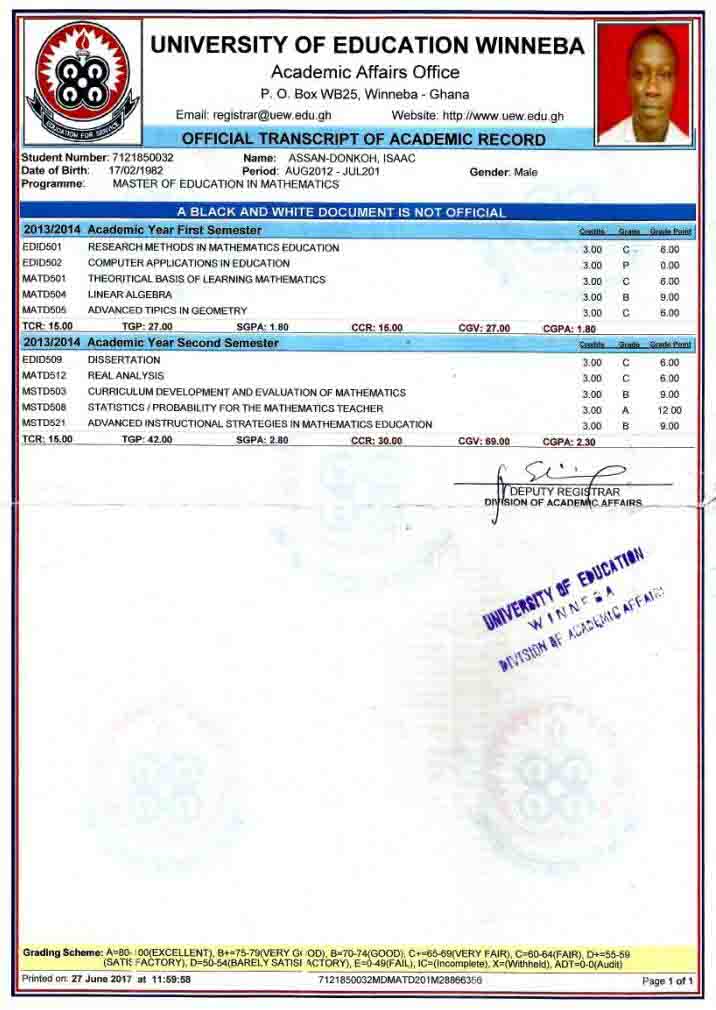 EDUCATION FOR SERVICE
UNIVERSITY OF EDUCATION WINNEBA
Academic Affairs Office
P. O. Box WB25, Winneba - Ghana
Email: registrar@uew.edu.gh Website: http://www.uew.edu.gh
OFFICIAL TRANSCRIPT OF ACADEMIC RECORD
Student Number: 7121850032 Name: ASSAN-DONKOH, ISAAC
Date of Birth: 17/02/1982 Period: AUG2012 - JUL201 Gender: Male
Programme: MASTER OF EDUCATION IN MATHEMATICS
A BLACK AND WHITE DOCUMENT IS NOT OFFICIAL
2013/2014 Academic Year First Semester Credits Grade Grade Point
EDID501 RESEARCH METHODS IN MATHEMATICS EDUCATION 3.00 C 6.00
EDID502 COMPUTER APPLICATIONS IN EDUCATION 3.00 P 0.00
MATD501 THEORITICAL BASIS OF LEARNING MATHEMATICS 3.00 C 6.00
MATD504 LINEAR ALGEBRA 3.00 B 9.00
MATD505 ADVANCED TIPICS IN GEOMETRY 3.00 C 6.00
TCR: 15.00 TGP: 27.00 SGPA: 1.80 CCR: 15.00 CGV: 27.00 CGPA: 1.80
2013/2014 Academic Year Second Semester Credits Grade Grade Point
EDID509 DISSERTATION 3.00 C 6.00
MATD512 REAL ANALYSIS 3.00 C 6.00
MSTD503 CURRICULUM DEVELOPMENT AND EVALUATION OF MATHEMATICS 3.00 B 9.00
MSTD508 STATISTICS / PROBABILITY FOR THE MATHEMATICS TEACHER 3.00 A 12.00
MSTD521 ADVANCED INSTRUCTIONAL STRATEGIES IN MATHEMATICS EDUCATION 3.00 B 9.00
TCR: 15.00 TGP: 42.00 SGPA: 2.80 CCR: 30.00 CGV: 69.00 CGPA: 2.30
DEPUTY REGISTRAR
DIVISION OF ACADEMIC AFFAIRS
UNIVERSITY OF EDUCATION
WINNEBA
DIVISION OF ACADEMIC AFFAIRS
Grading Scheme: A=80-100(EXCELLENT), B+=75-79(VERY GOOD), B=70-74(GOOD), C+=65-69(VERY FAIR), C=60-64(FAIR), D+=55-59
(SATISFACTORY), D=50-54(BARELY SATISFACTORY), E=0-49(FAIL), IC=(Incomplete), X=(Withheld), ADT=0-0(Audit)
Printed on: 27 June 2017 at 11:59:58 7121850032MDMATD201M28866356 Page 1 of 1